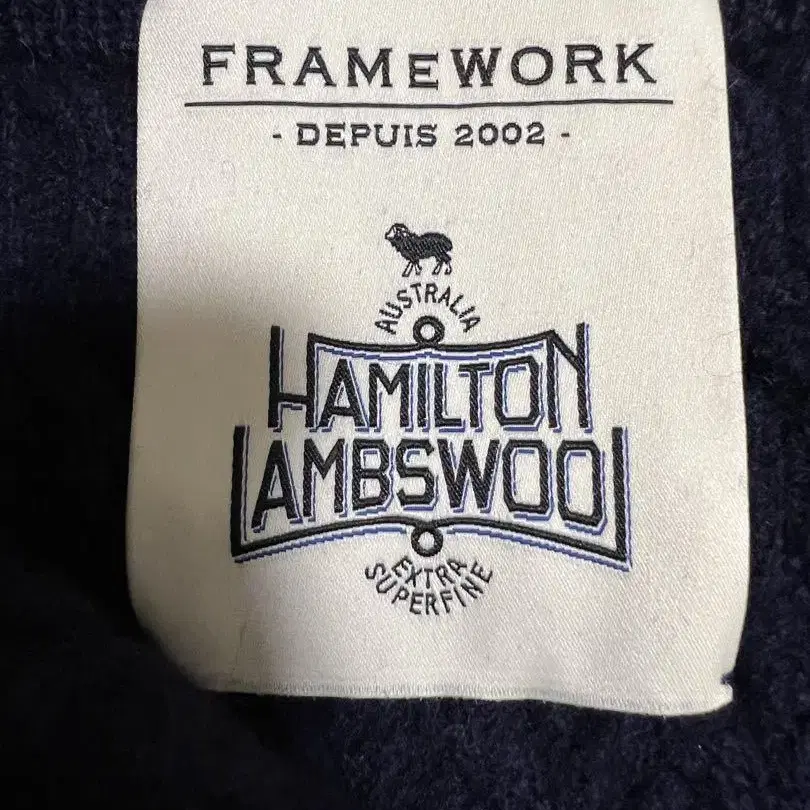 FRAMEWORK
- DEPUIS 2002 -
AUSTRALIA
HAMILTON
LAMBSWOOL
EXTRA
SUPERFINE